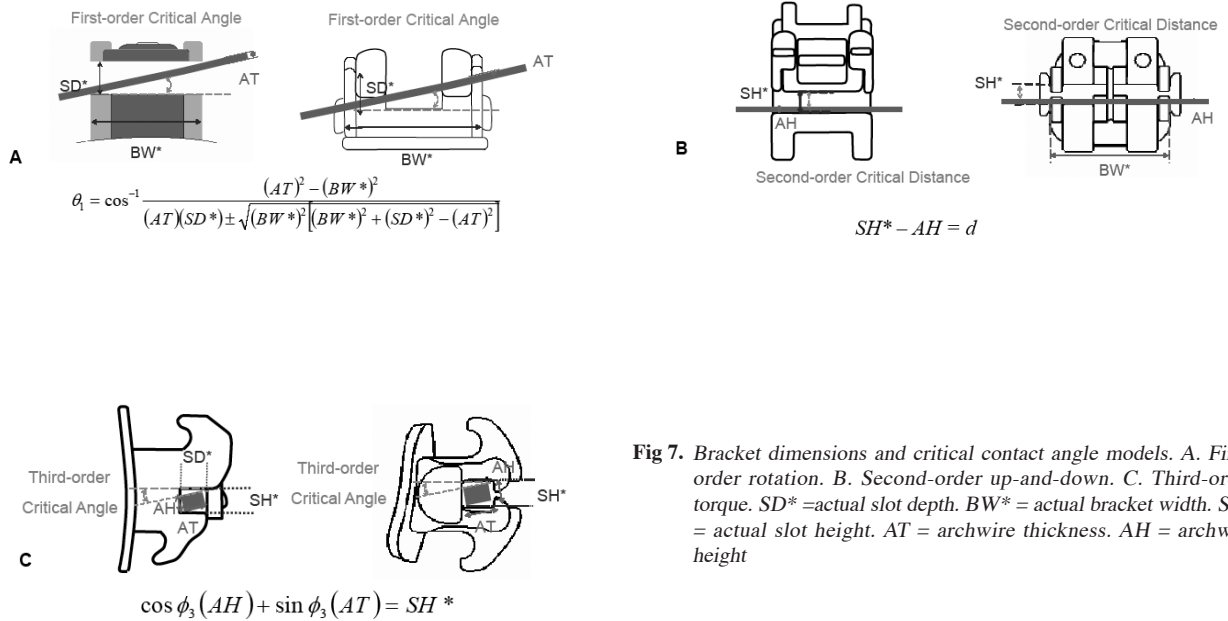 First-order Critical Angle
First-order Critical Angle
SD*
AT
BW*
SD*
AT
BW*
A
θ₁ = cos⁻¹ (AT)² − (BW *)² / (AT)(SD *) ± √(BW *)² [(BW *)² + (SD *)² − (AT)²]
SH*
AH
B
Second-order Critical Distance
Second-order Critical Distance
SH*
AH
BW*
SH* – AH = d
SD*
Third-order
Critical Angle
AH
AT
SH*
C
Third-order
Critical Angle
AH
SH*
AT
cos ϕ₃ (AH) + sin ϕ₃ (AT) = SH *
Fig 7. Bracket dimensions and critical contact angle models. A. Fi
order rotation. B. Second-order up-and-down. C. Third-or
torque. SD* =actual slot depth. BW* = actual bracket width. S
= actual slot height. AT = archwire thickness. AH = archw
height